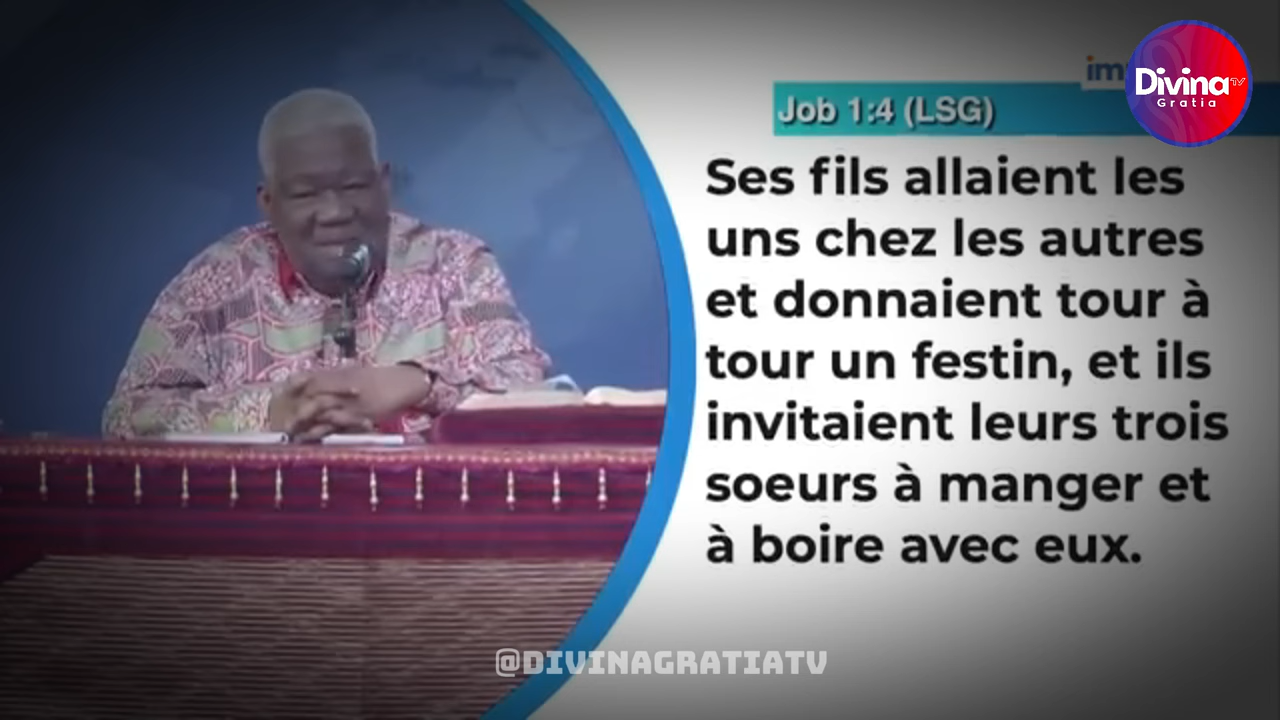 Divina TV
Gratia
Job 1:4 (LSG)
Ses fils allaient les
uns chez les autres
et donnaient tour à
tour un festin, et ils
invitaient leurs trois
soeurs à manger et
à boire avec eux.
@DIVINAGRATIATV